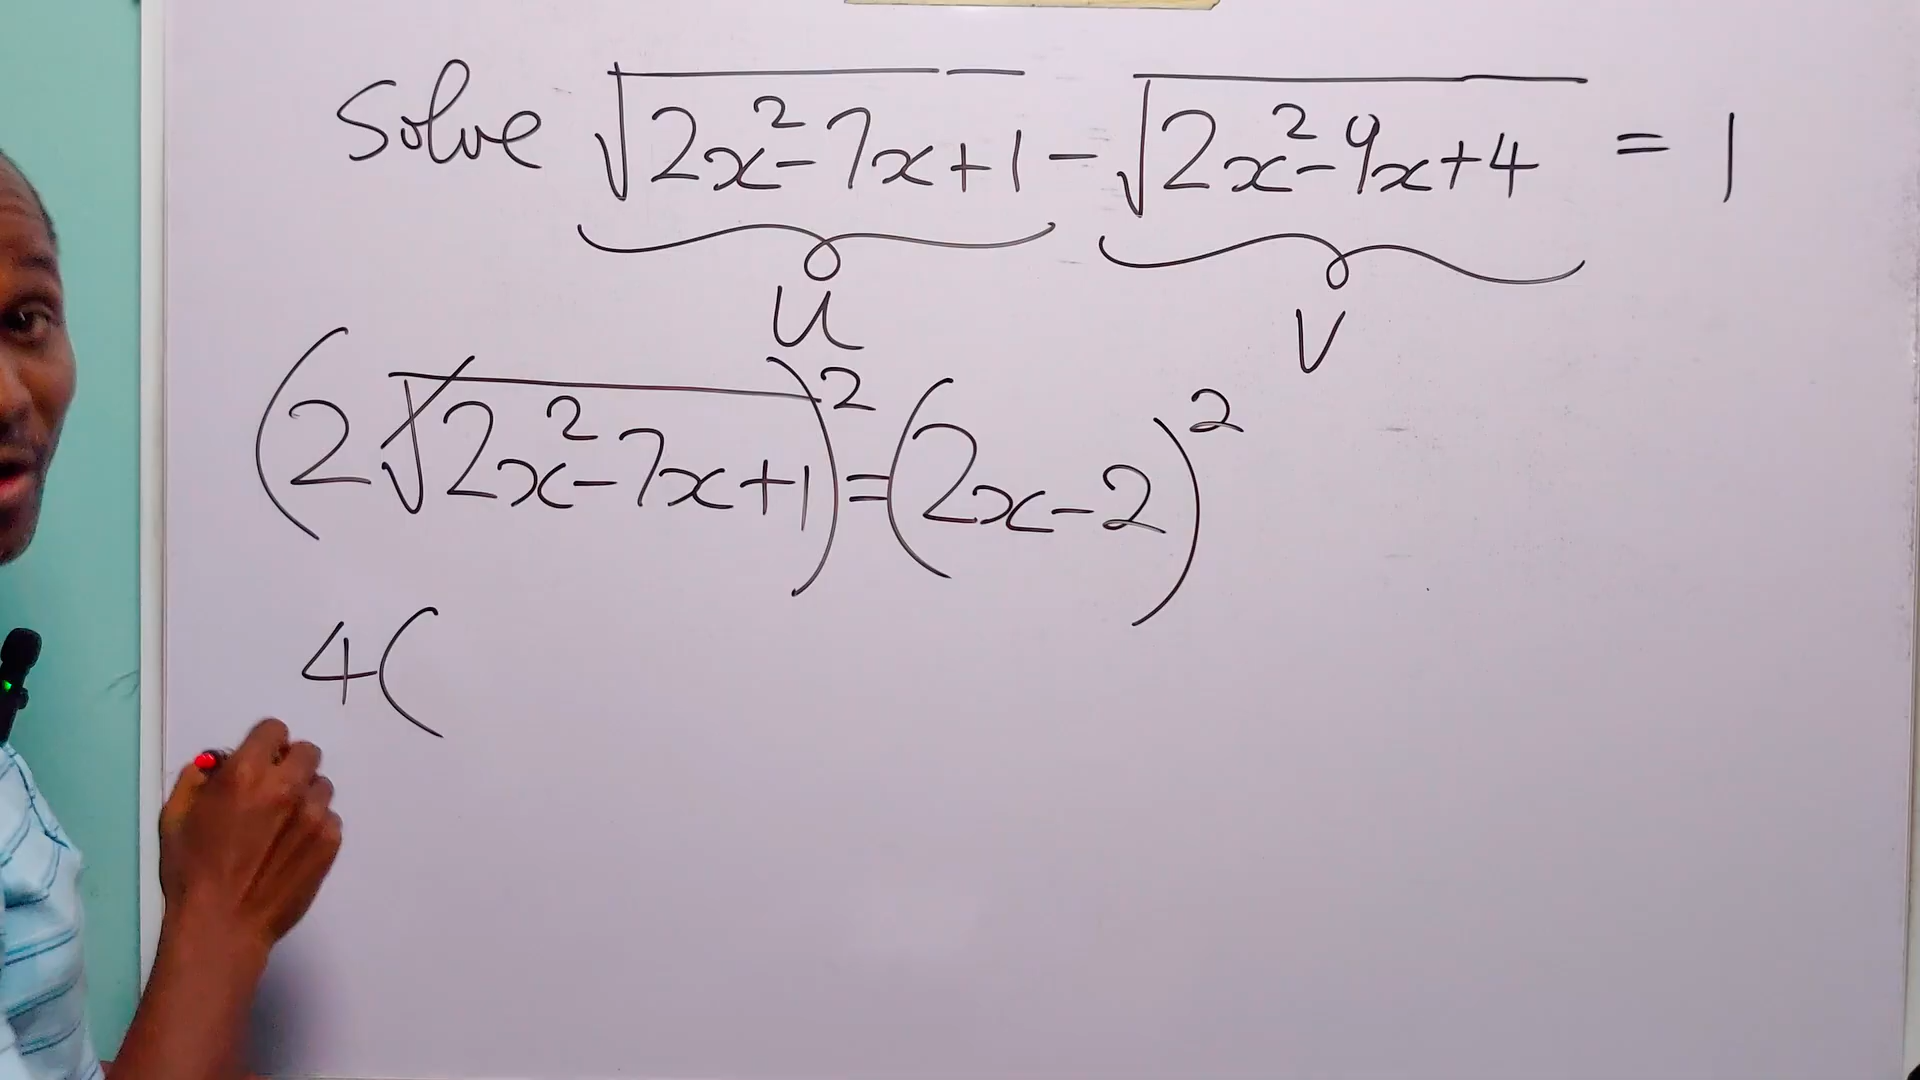 Solve √2x²-7x+1 - √2x²-9x+4 = 1
u v
(2√2x²-7x+1)² = (2x-2)²
4(